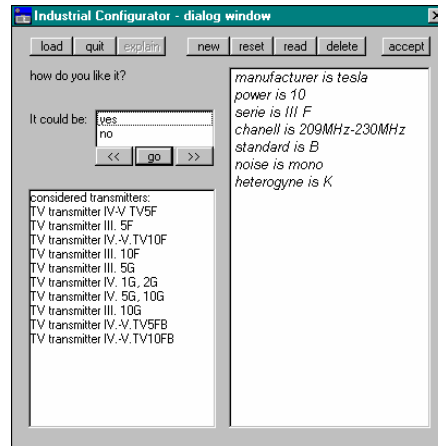 Industrial Configurator - dialog window
load quit explain new reset read delete accept
how do you like it?
It could be: yes
no
<< go >>
considered transmitters:
TV transmitter IV-V TV5F
TV transmitter III. 5F
TV transmitter IV.-V.TV10F
TV transmitter III. 10F
TV transmitter III. 5G
TV transmitter IV. 1G, 2G
TV transmitter IV. 5G, 10G
TV transmitter III. 10G
TV transmitter IV.-V.TV5FB
TV transmitter IV.-V.TV10FB
manufacturer is tesla
power is 10
serie is III F
chanell is 209MHz-230MHz
standard is B
noise is mono
heterogyne is K